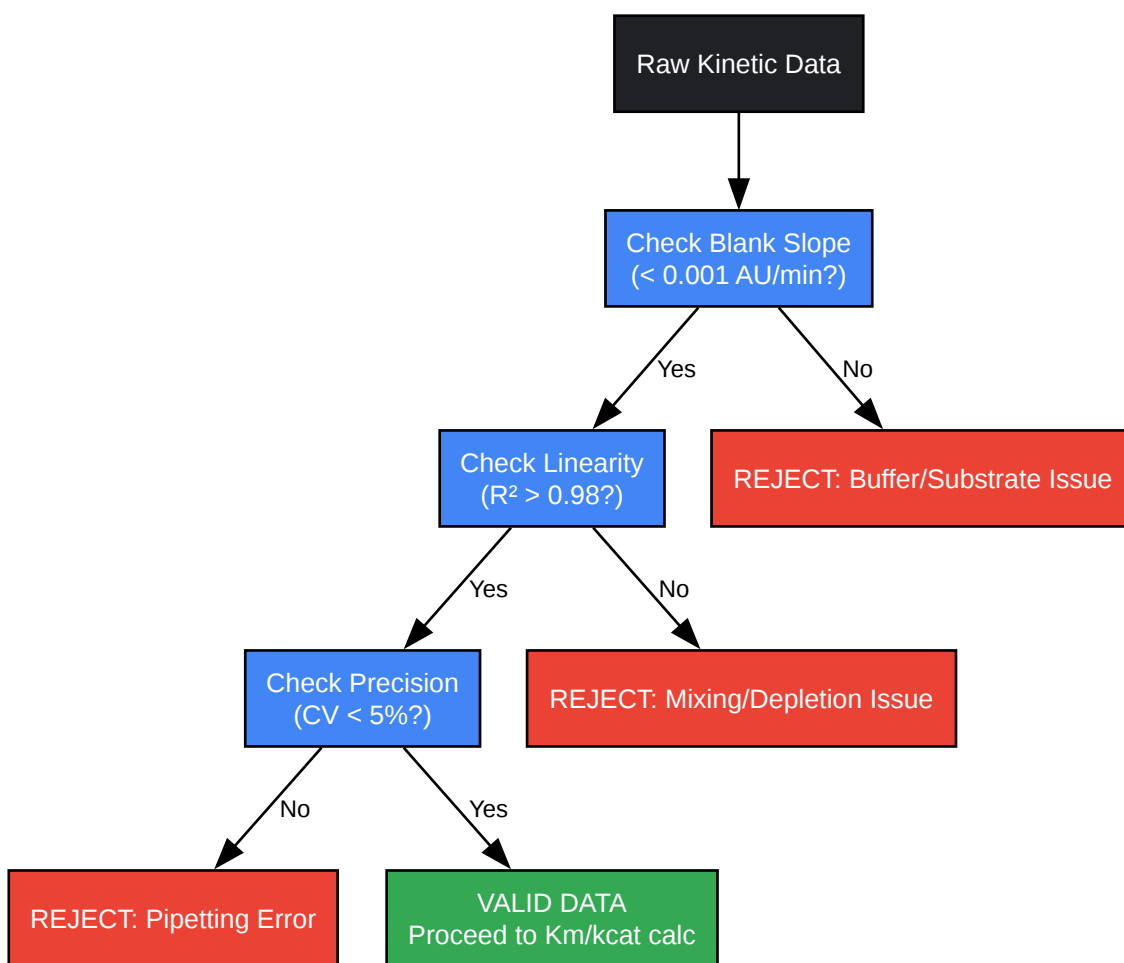 Raw Kinetic Data
Check Blank Slope
(< 0.001 AU/min?)
Yes
No
Check Linearity
(R² > 0.98?)
REJECT: Buffer/Substrate Issue
Yes
No
Check Precision
(CV < 5%?)
REJECT: Mixing/Depletion Issue
No
Yes
REJECT: Pipetting Error
VALID DATA
Proceed to Km/kcat calc